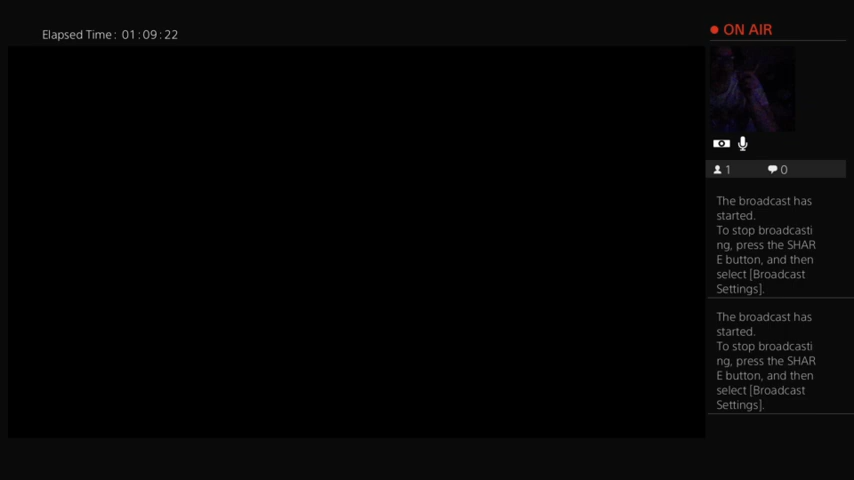 Elapsed Time: 01:09:22
ON AIR
1
0
The broadcast has
started.
To stop broadcasti
ng, press the SHAR
E button, and then
select [Broadcast
Settings].
The broadcast has
started.
To stop broadcasti
ng, press the SHAR
E button, and then
select [Broadcast
Settings].